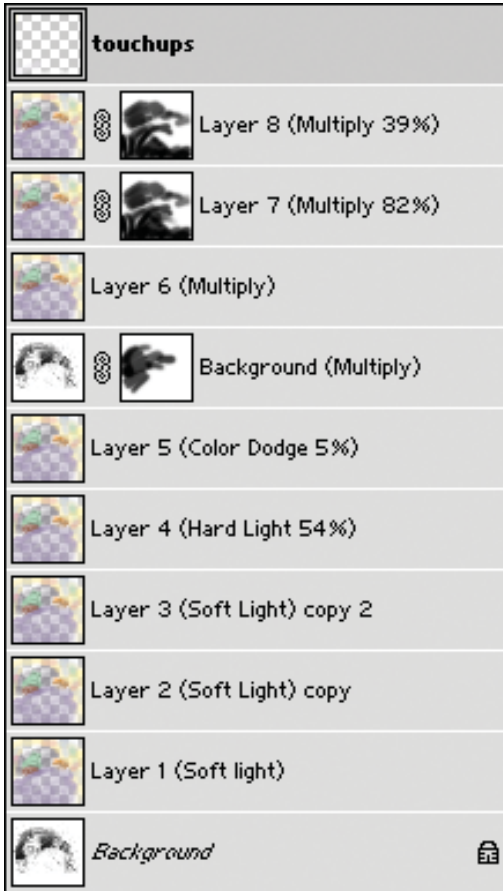 touchups
Layer 8 (Multiply 39%)
Layer 7 (Multiply 82%)
Layer 6 (Multiply)
Background (Multiply)
Layer 5 (Color Dodge 5%)
Layer 4 (Hard Light 54%)
Layer 3 (Soft Light) copy 2
Layer 2 (Soft Light) copy
Layer 1 (Soft light)
Background